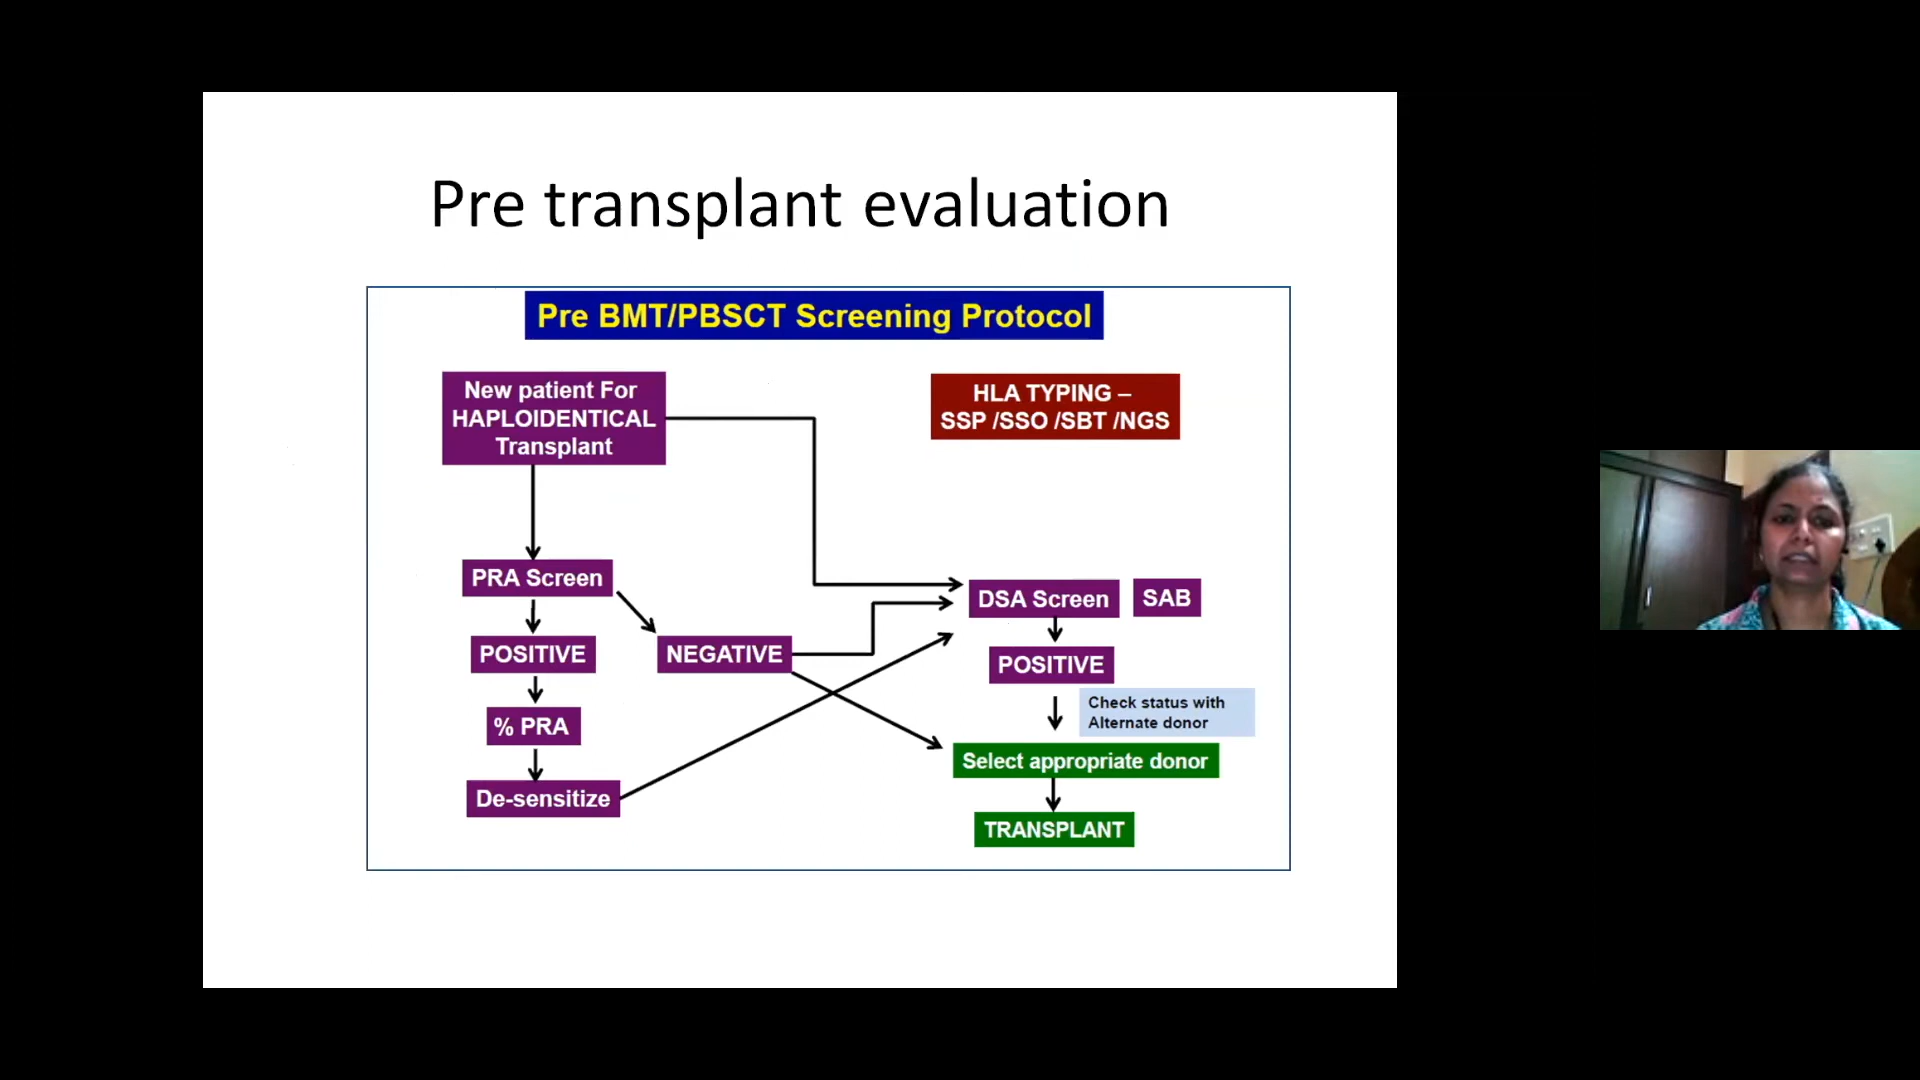 Pre transplant evaluation
Pre BMT/PBSCT Screening Protocol
New patient For
HAPLOIDENTICAL
Transplant
HLA TYPING –
SSP /SSO /SBT /NGS
PRA Screen
DSA Screen
SAB
POSITIVE
NEGATIVE
POSITIVE
% PRA
Check status with
Alternate donor
Select appropriate donor
De-sensitize
TRANSPLANT